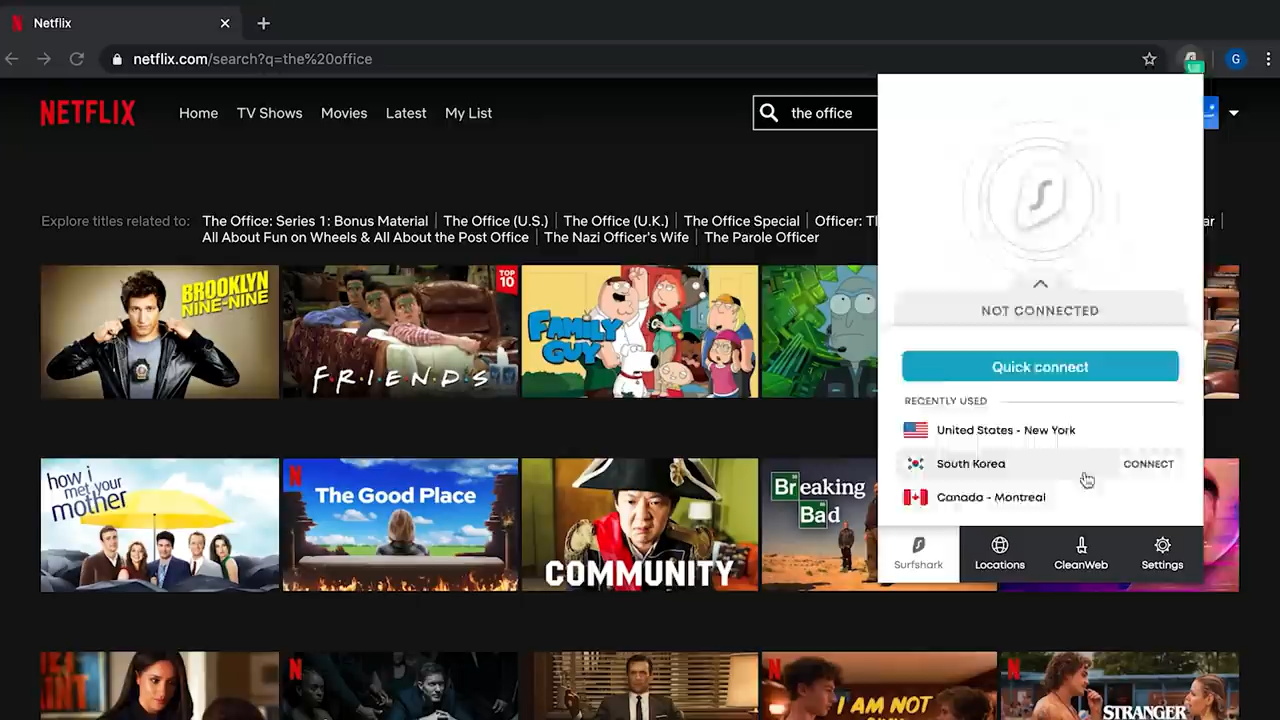 Netflix
netflix.com/search?q=the%20office
G
NETFLIX
Home
TV Shows
Movies
Latest
My List
the office
Explore titles related to:
The Office: Series 1: Bonus Material
The Office (U.S.)
The Office (U.K.)
The Office Special
All About Fun on Wheels & All About the Post Office
The Nazi Officer's Wife
The Parole Officer
BROOKLYN
NINE-NINE
TOP
10
FRIENDS
FAMILY
GUY
how i
met your
mother
N
The Good Place
COMMUNITY
Breaking
Bad
N
N
I AM NOT
N
STRANGER
NOT CONNECTED
Quick connect
RECENTLY USED
United States - New York
South Korea
CONNECT
Canada - Montreal
Surfshark
Locations
CleanWeb
Settings